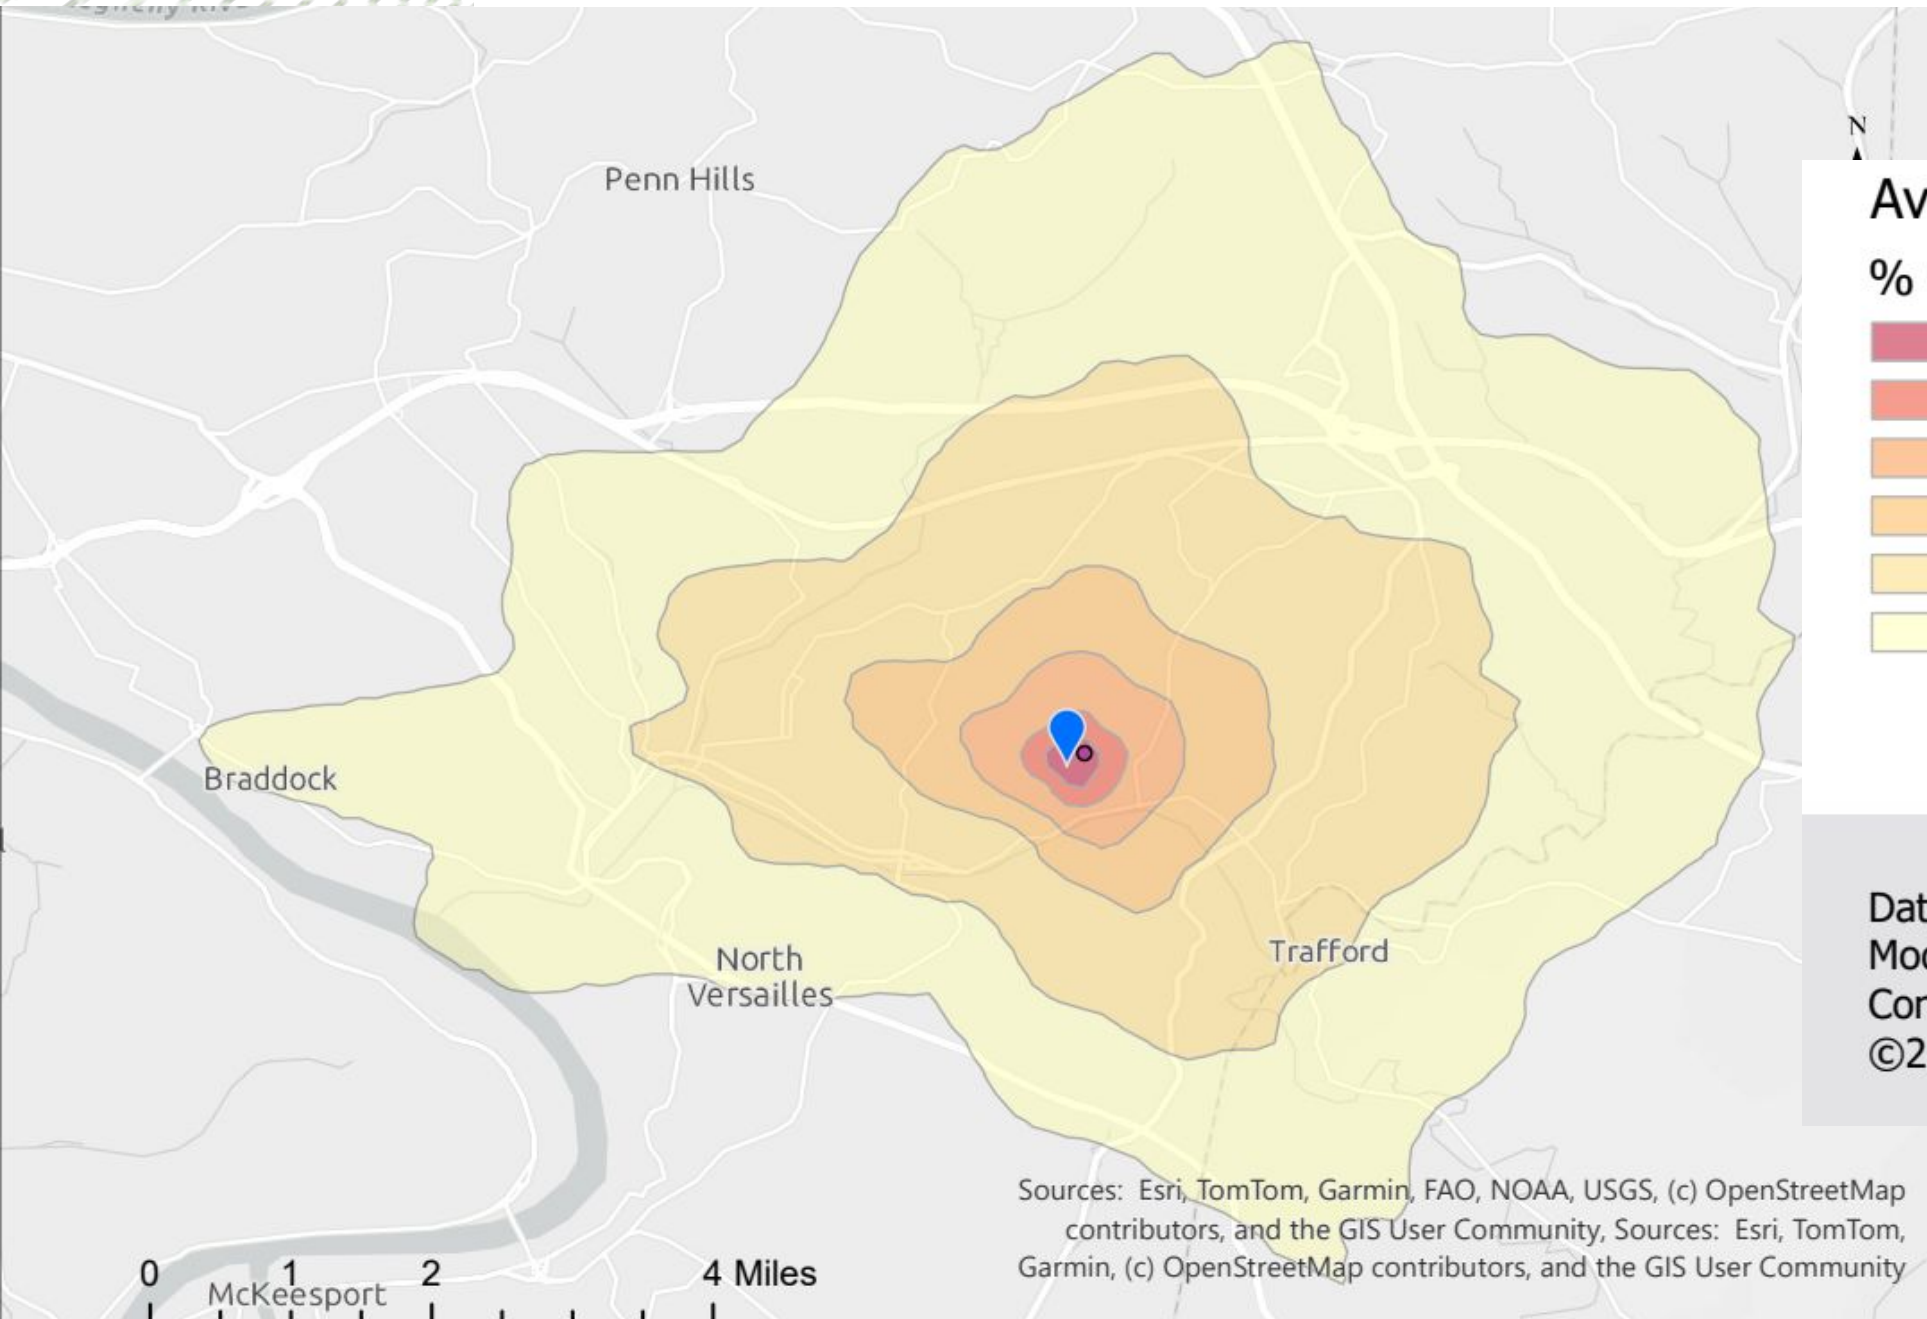 Penn Hills
N
Av
%
Braddock
North
Versailles
Trafford
Dat
Mod
Con
©2
Sources: Esri, TomTom, Garmin, FAO, NOAA, USGS, (c) OpenStreetMap
contributors, and the GIS User Community, Sources: Esri, TomTom,
Garmin, (c) OpenStreetMap contributors, and the GIS User Community
0 1 2 4 Miles
McKeesport